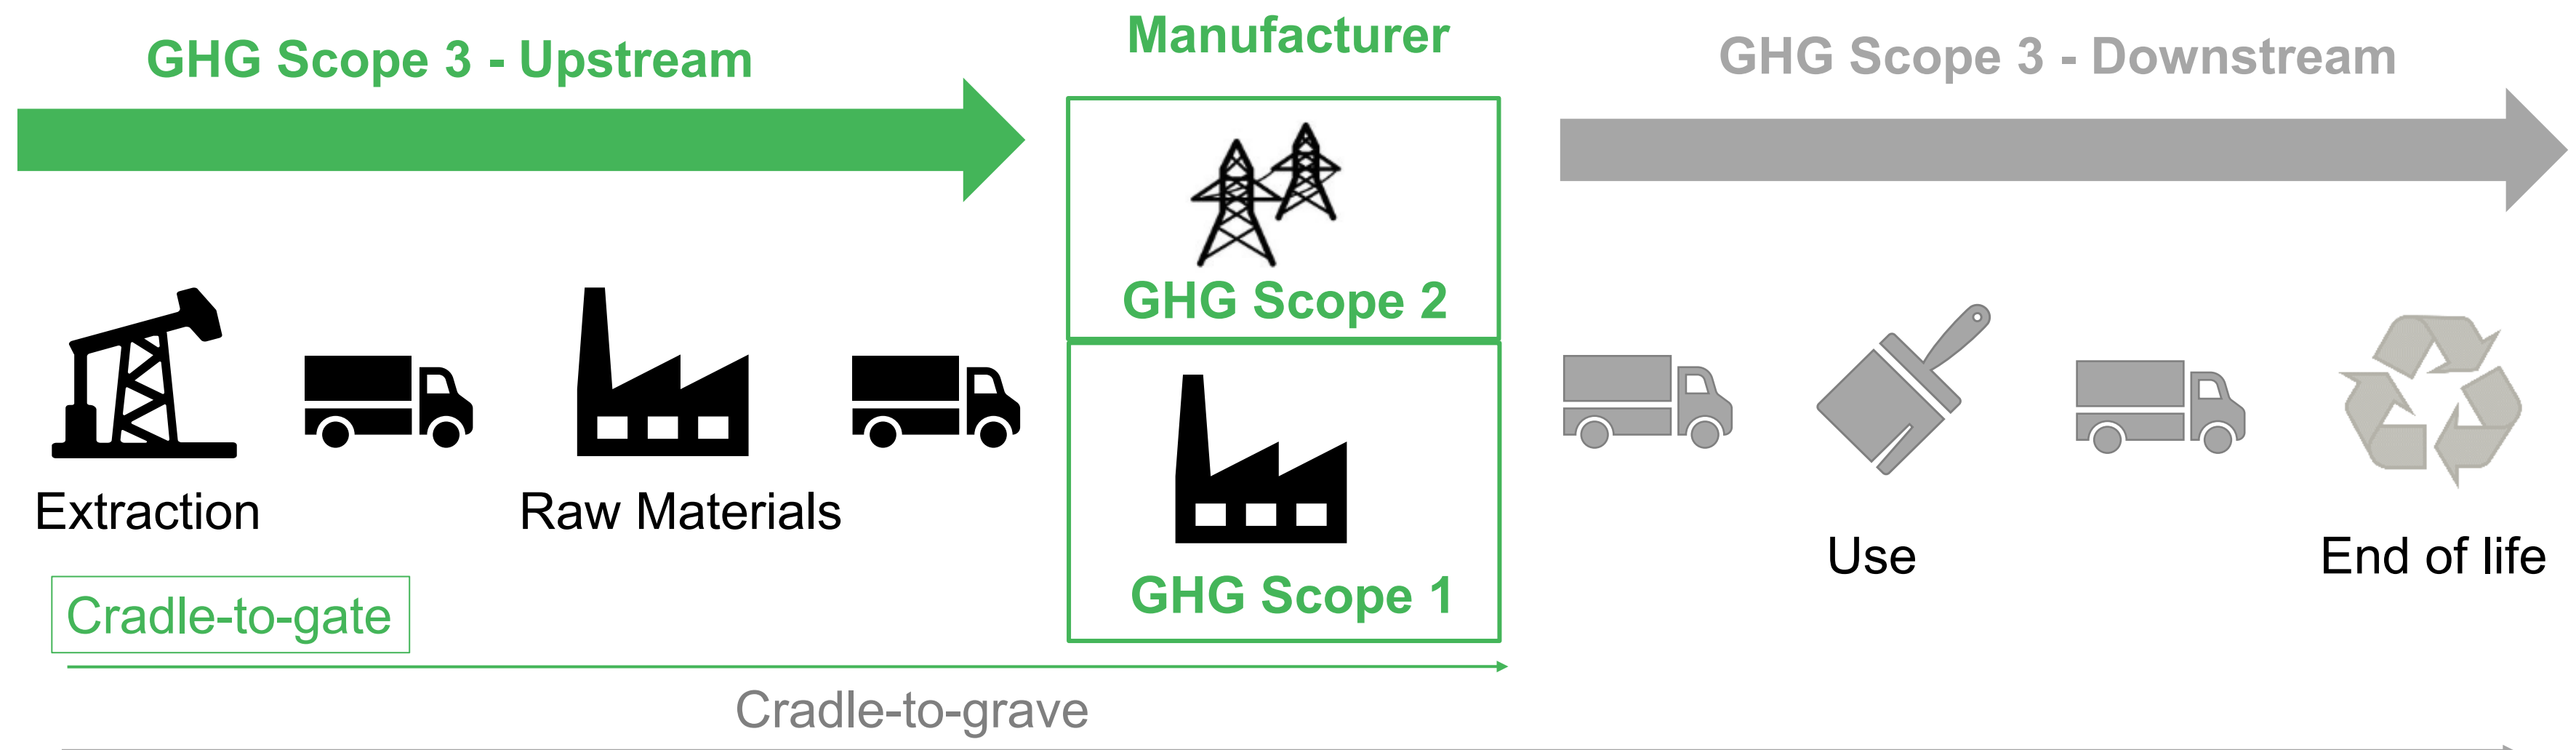 GHG Scope 3 - Upstream
Manufacturer
GHG Scope 3 - Downstream
GHG Scope 2
Extraction
Raw Materials
GHG Scope 1
Use
End of life
Cradle-to-gate
Cradle-to-grave